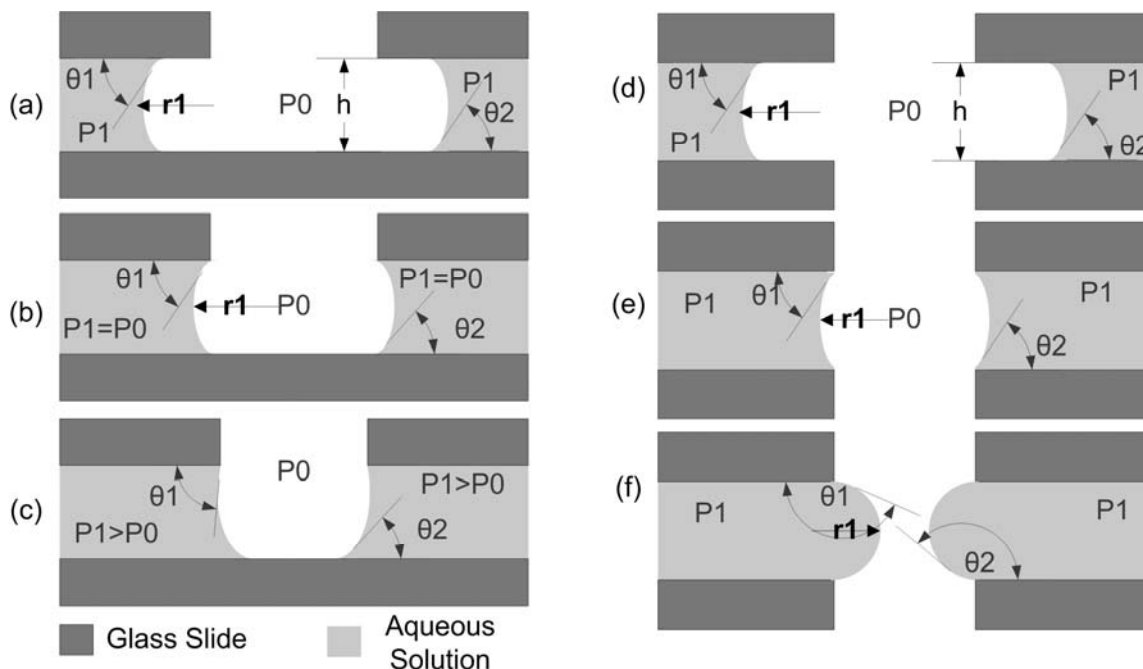 (a)
θ1
P1
r1
P0
h
P1
θ2
(b)
θ1
P1=P0
r1
P0
P1=P0
θ2
(c)
θ1
P1>P0
P0
P1>P0
θ2
Glass Slide
Aqueous
Solution
(d)
θ1
P1
r1
P0
h
P1
θ2
(e)
P1
θ1
r1
P0
P1
θ2
(f)
P1
θ1
r1
P1
θ2